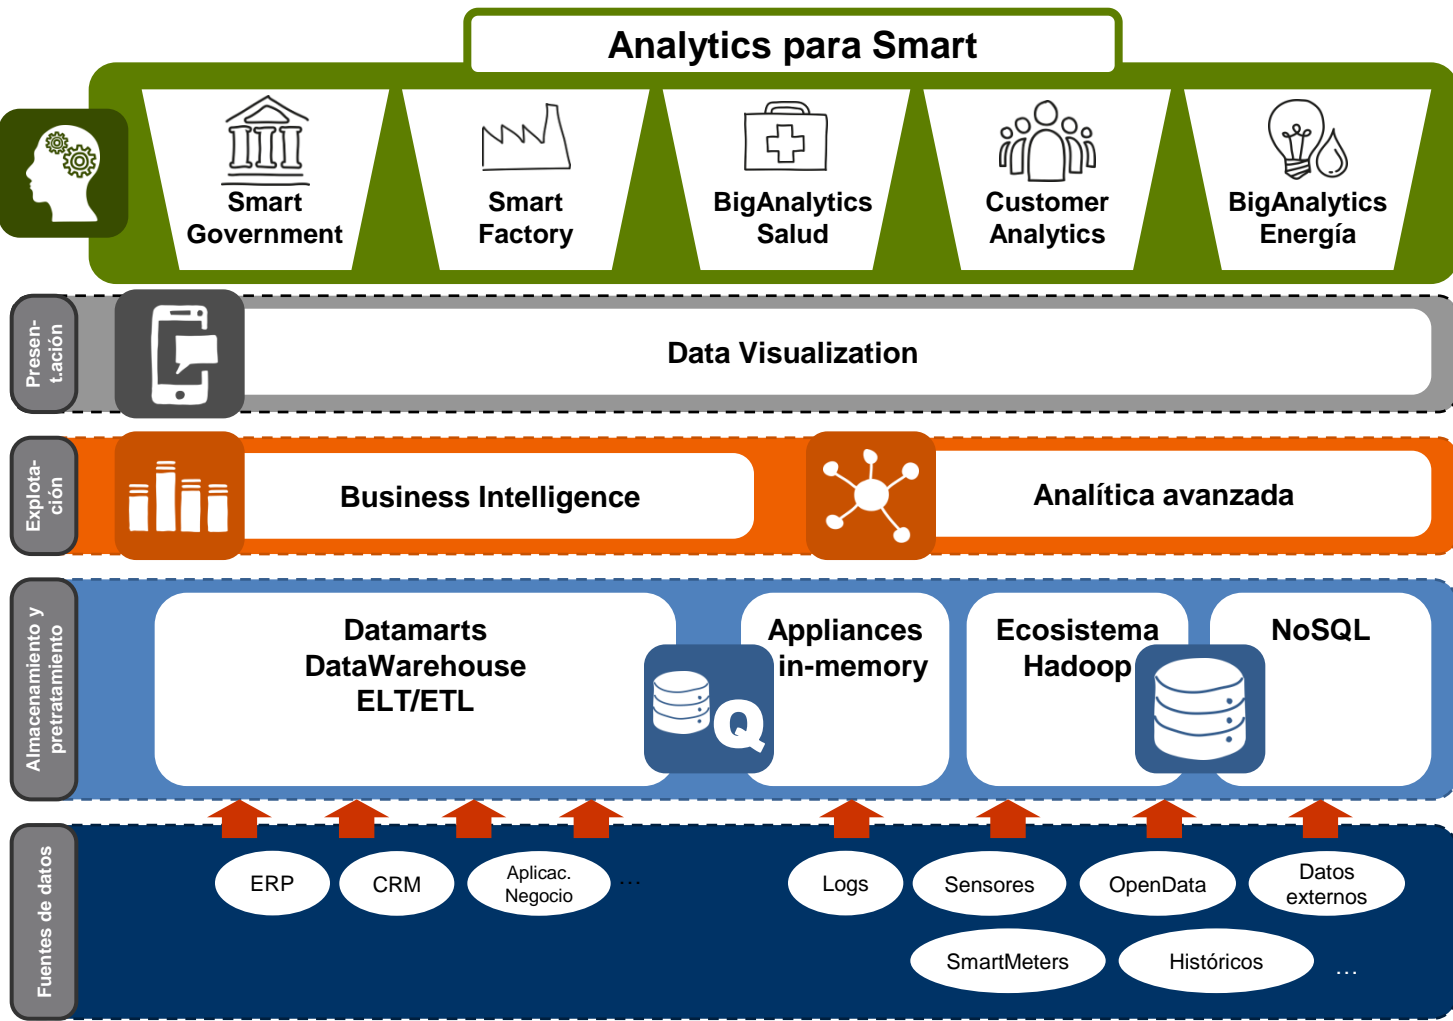 Analytics para Smart
Smart
Government
Smart
Factory
BigAnalytics
Salud
Customer
Analytics
BigAnalytics
Energía
Presen-
t.ación
Data Visualization
Explota-
ción
Business Intelligence
Analítica avanzada
Almacenamiento y
pretratamiento
Datamarts
DataWarehouse
ELT/ETL
Q
Appliances
in-memory
Ecosistema
Hadoop
NoSQL
Fuentes de datos
ERP
CRM
Aplicac.
Negocio
...
Logs
Sensores
OpenData
Datos
externos
SmartMeters
Históricos
...